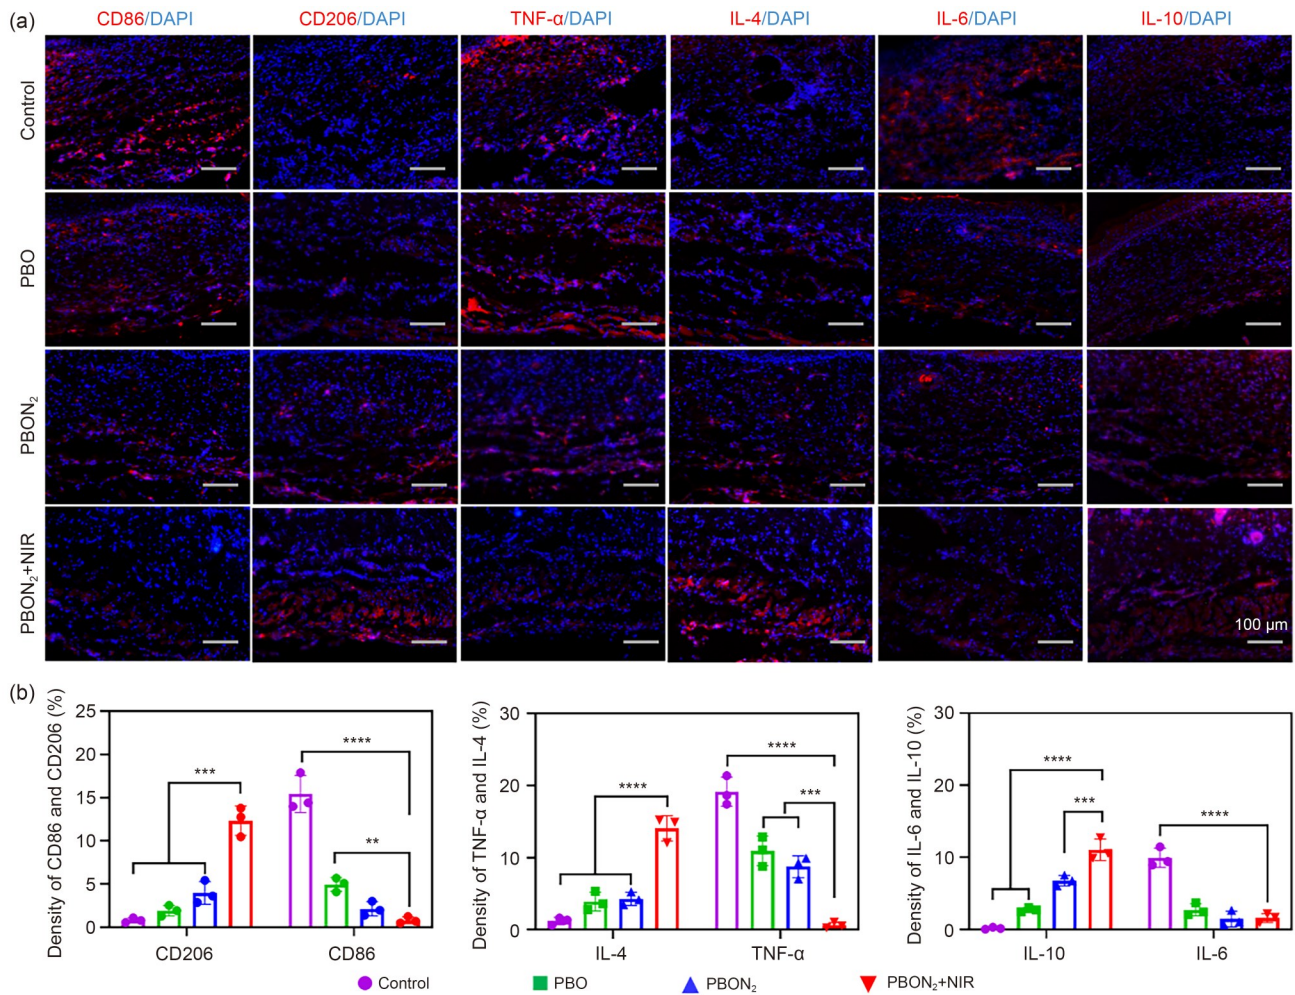 (a)
CD86/DAPI CD206/DAPI TNF-α/DAPI IL-4/DAPI IL-6/DAPI IL-10/DAPI
Control
PBO
PBON₂
PBON₂+NIR
100 μm
(b)
Density of CD86 and CD206 (%)
25
20
15
10
5
0
***
****
**
CD206 CD86
Density of TNF-α and IL-4 (%)
30
20
10
0
****
****
***
IL-4 TNF-α
Density of IL-6 and IL-10 (%)
30
20
10
0
****
***
****
IL-10 IL-6
Control PBO PBON₂ PBON₂+NIR